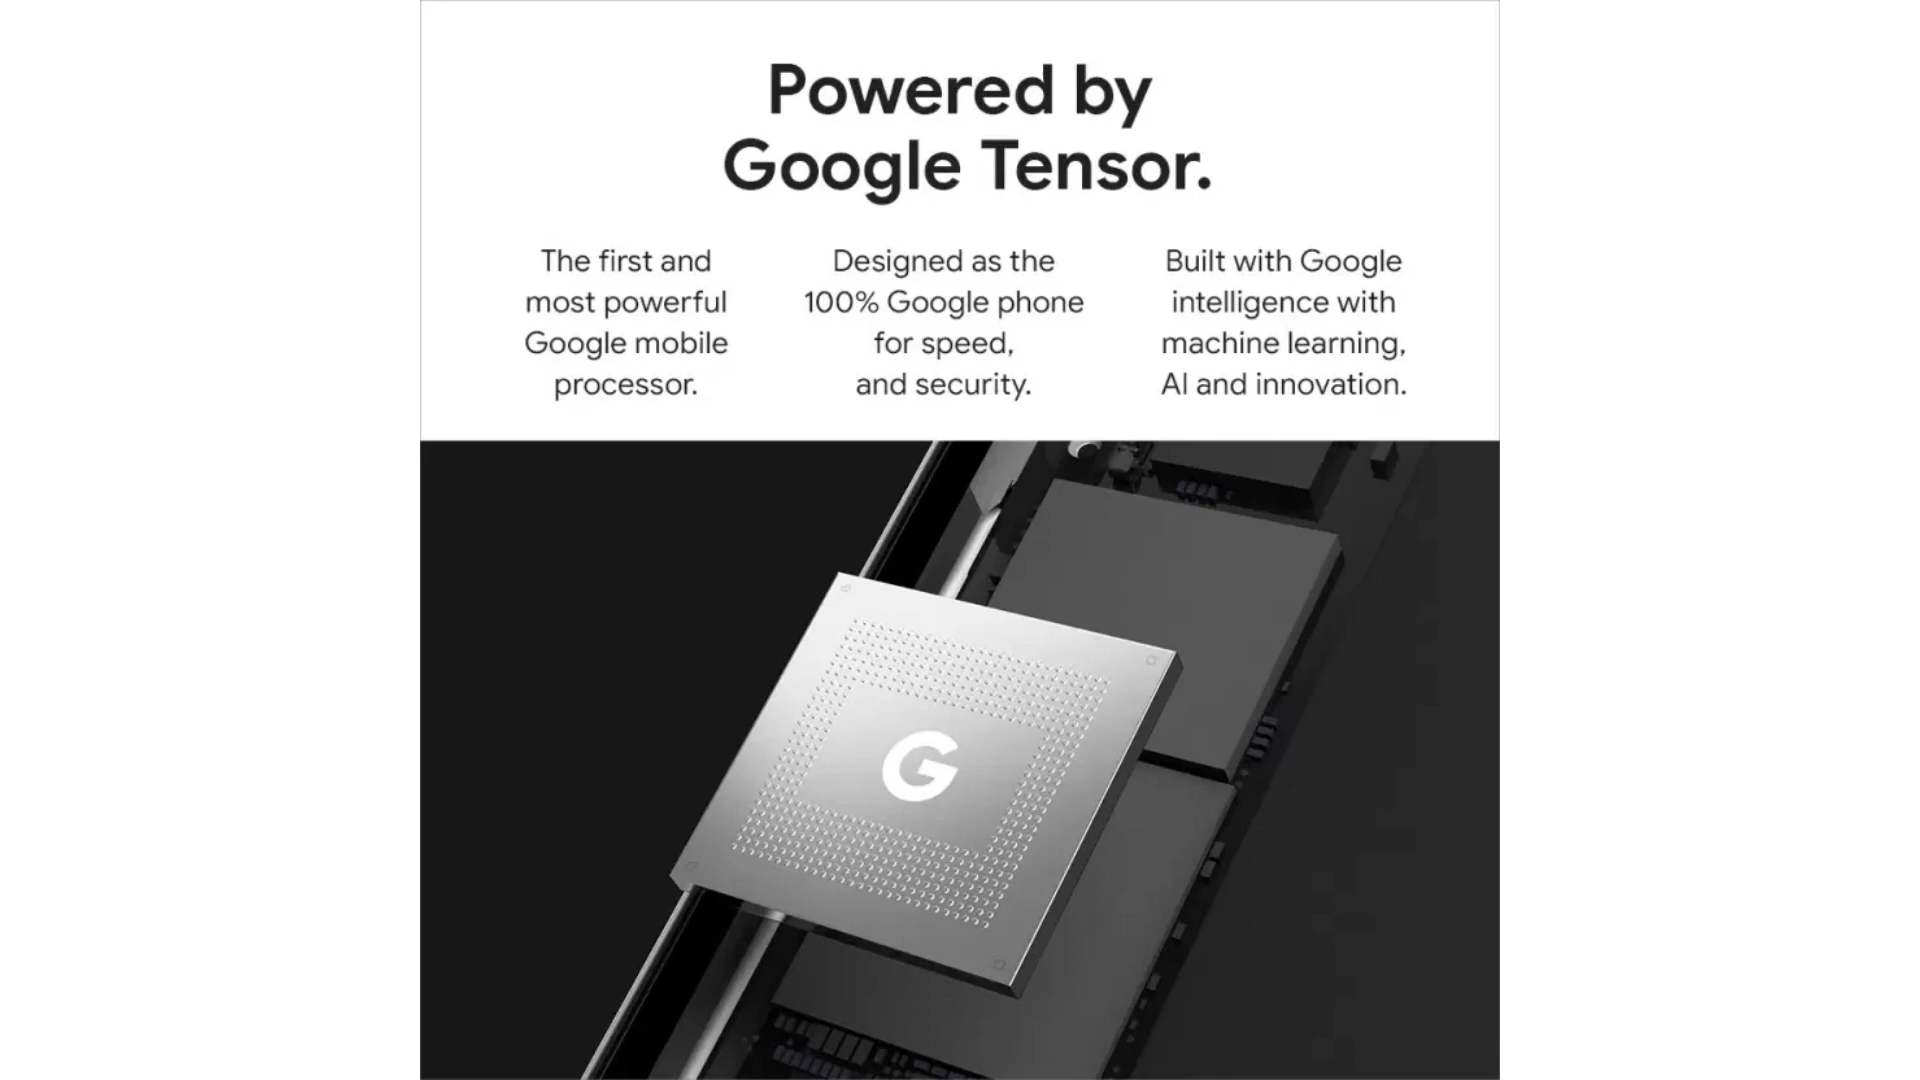 Powered by
Google Tensor.
The first and
most powerful
Google mobile
processor.
Designed as the
100% Google phone
for speed,
and security.
Built with Google
intelligence with
machine learning,
AI and innovation.
G